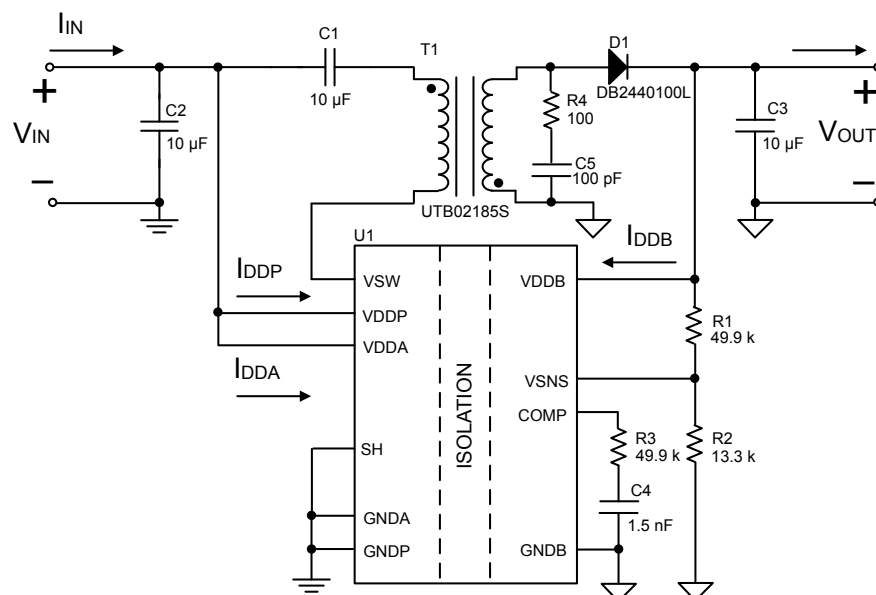 IIN
C1
T1
D1
10 µF
DB2440100L
+
VIN
−
C2
10 µF
R4
100
C5
100 pF
C3
10 µF
+
VOUT
−
UTB02185S
U1
IDDB
IDDP
VSW
VDDB
VDDP
VDDA
R1
49.9 k
IDDA
VSNS
COMP
ISOLATION
SH
R3
49.9 k
R2
13.3 k
C4
1.5 nF
GNDA
GNDP
GNDB